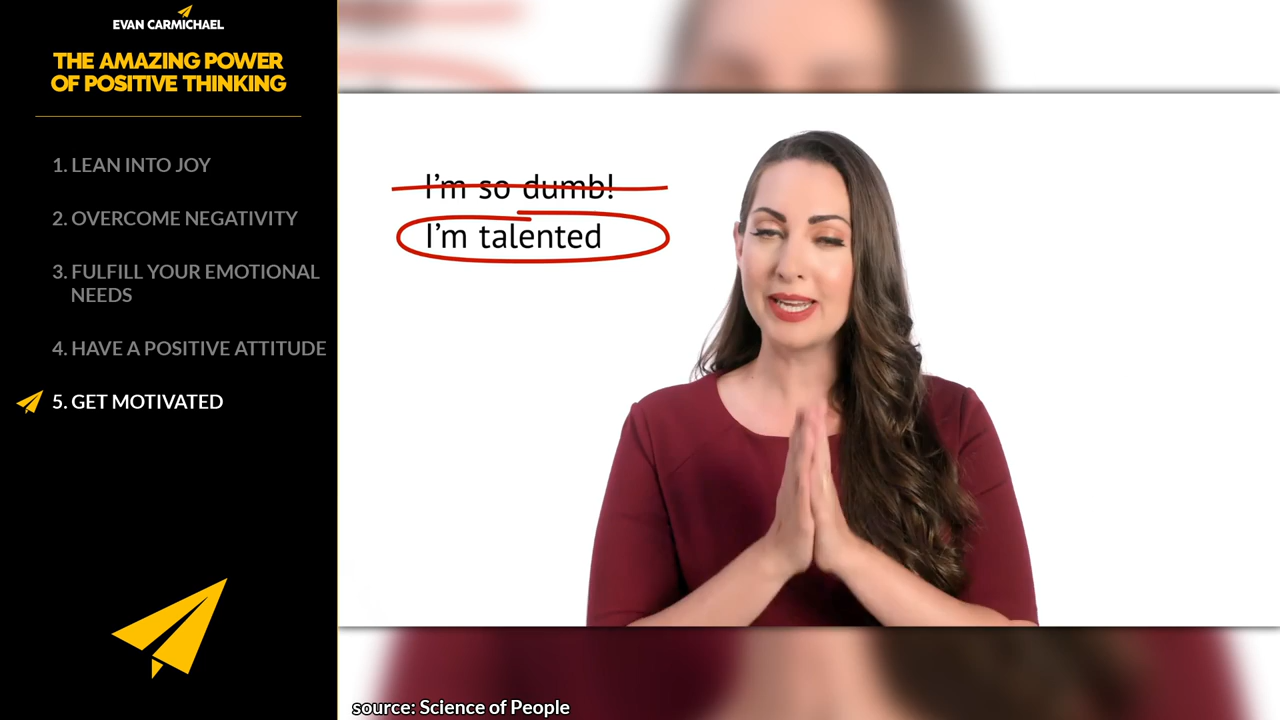 EVAN CARMICHAEL
THE AMAZING POWER
OF POSITIVE THINKING
1. LEAN INTO JOY
2. OVERCOME NEGATIVITY
3. FULFILL YOUR EMOTIONAL
NEEDS
4. HAVE A POSITIVE ATTITUDE
5. GET MOTIVATED
I'm so dumb!
I'm talented
source: Science of People